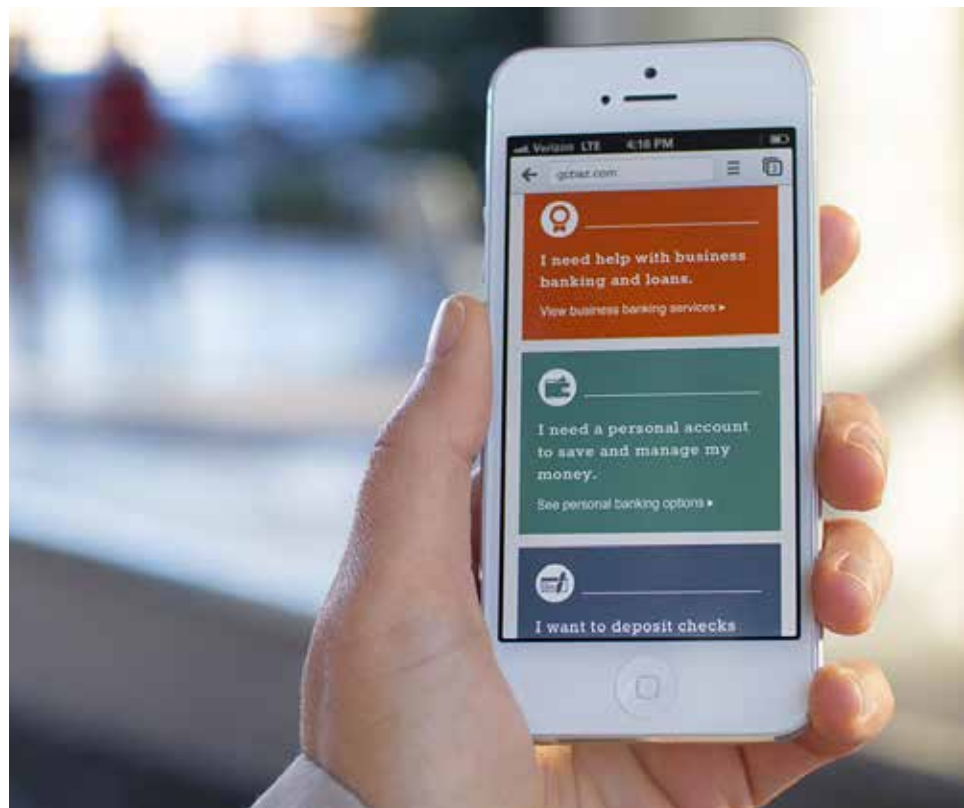 Verizon LTE 4:16 PM
gcbaz.com
I need help with business
banking and loans.
View business banking services ▸
I need a personal account
to save and manage my
money.
See personal banking options ▸
I want to deposit checks